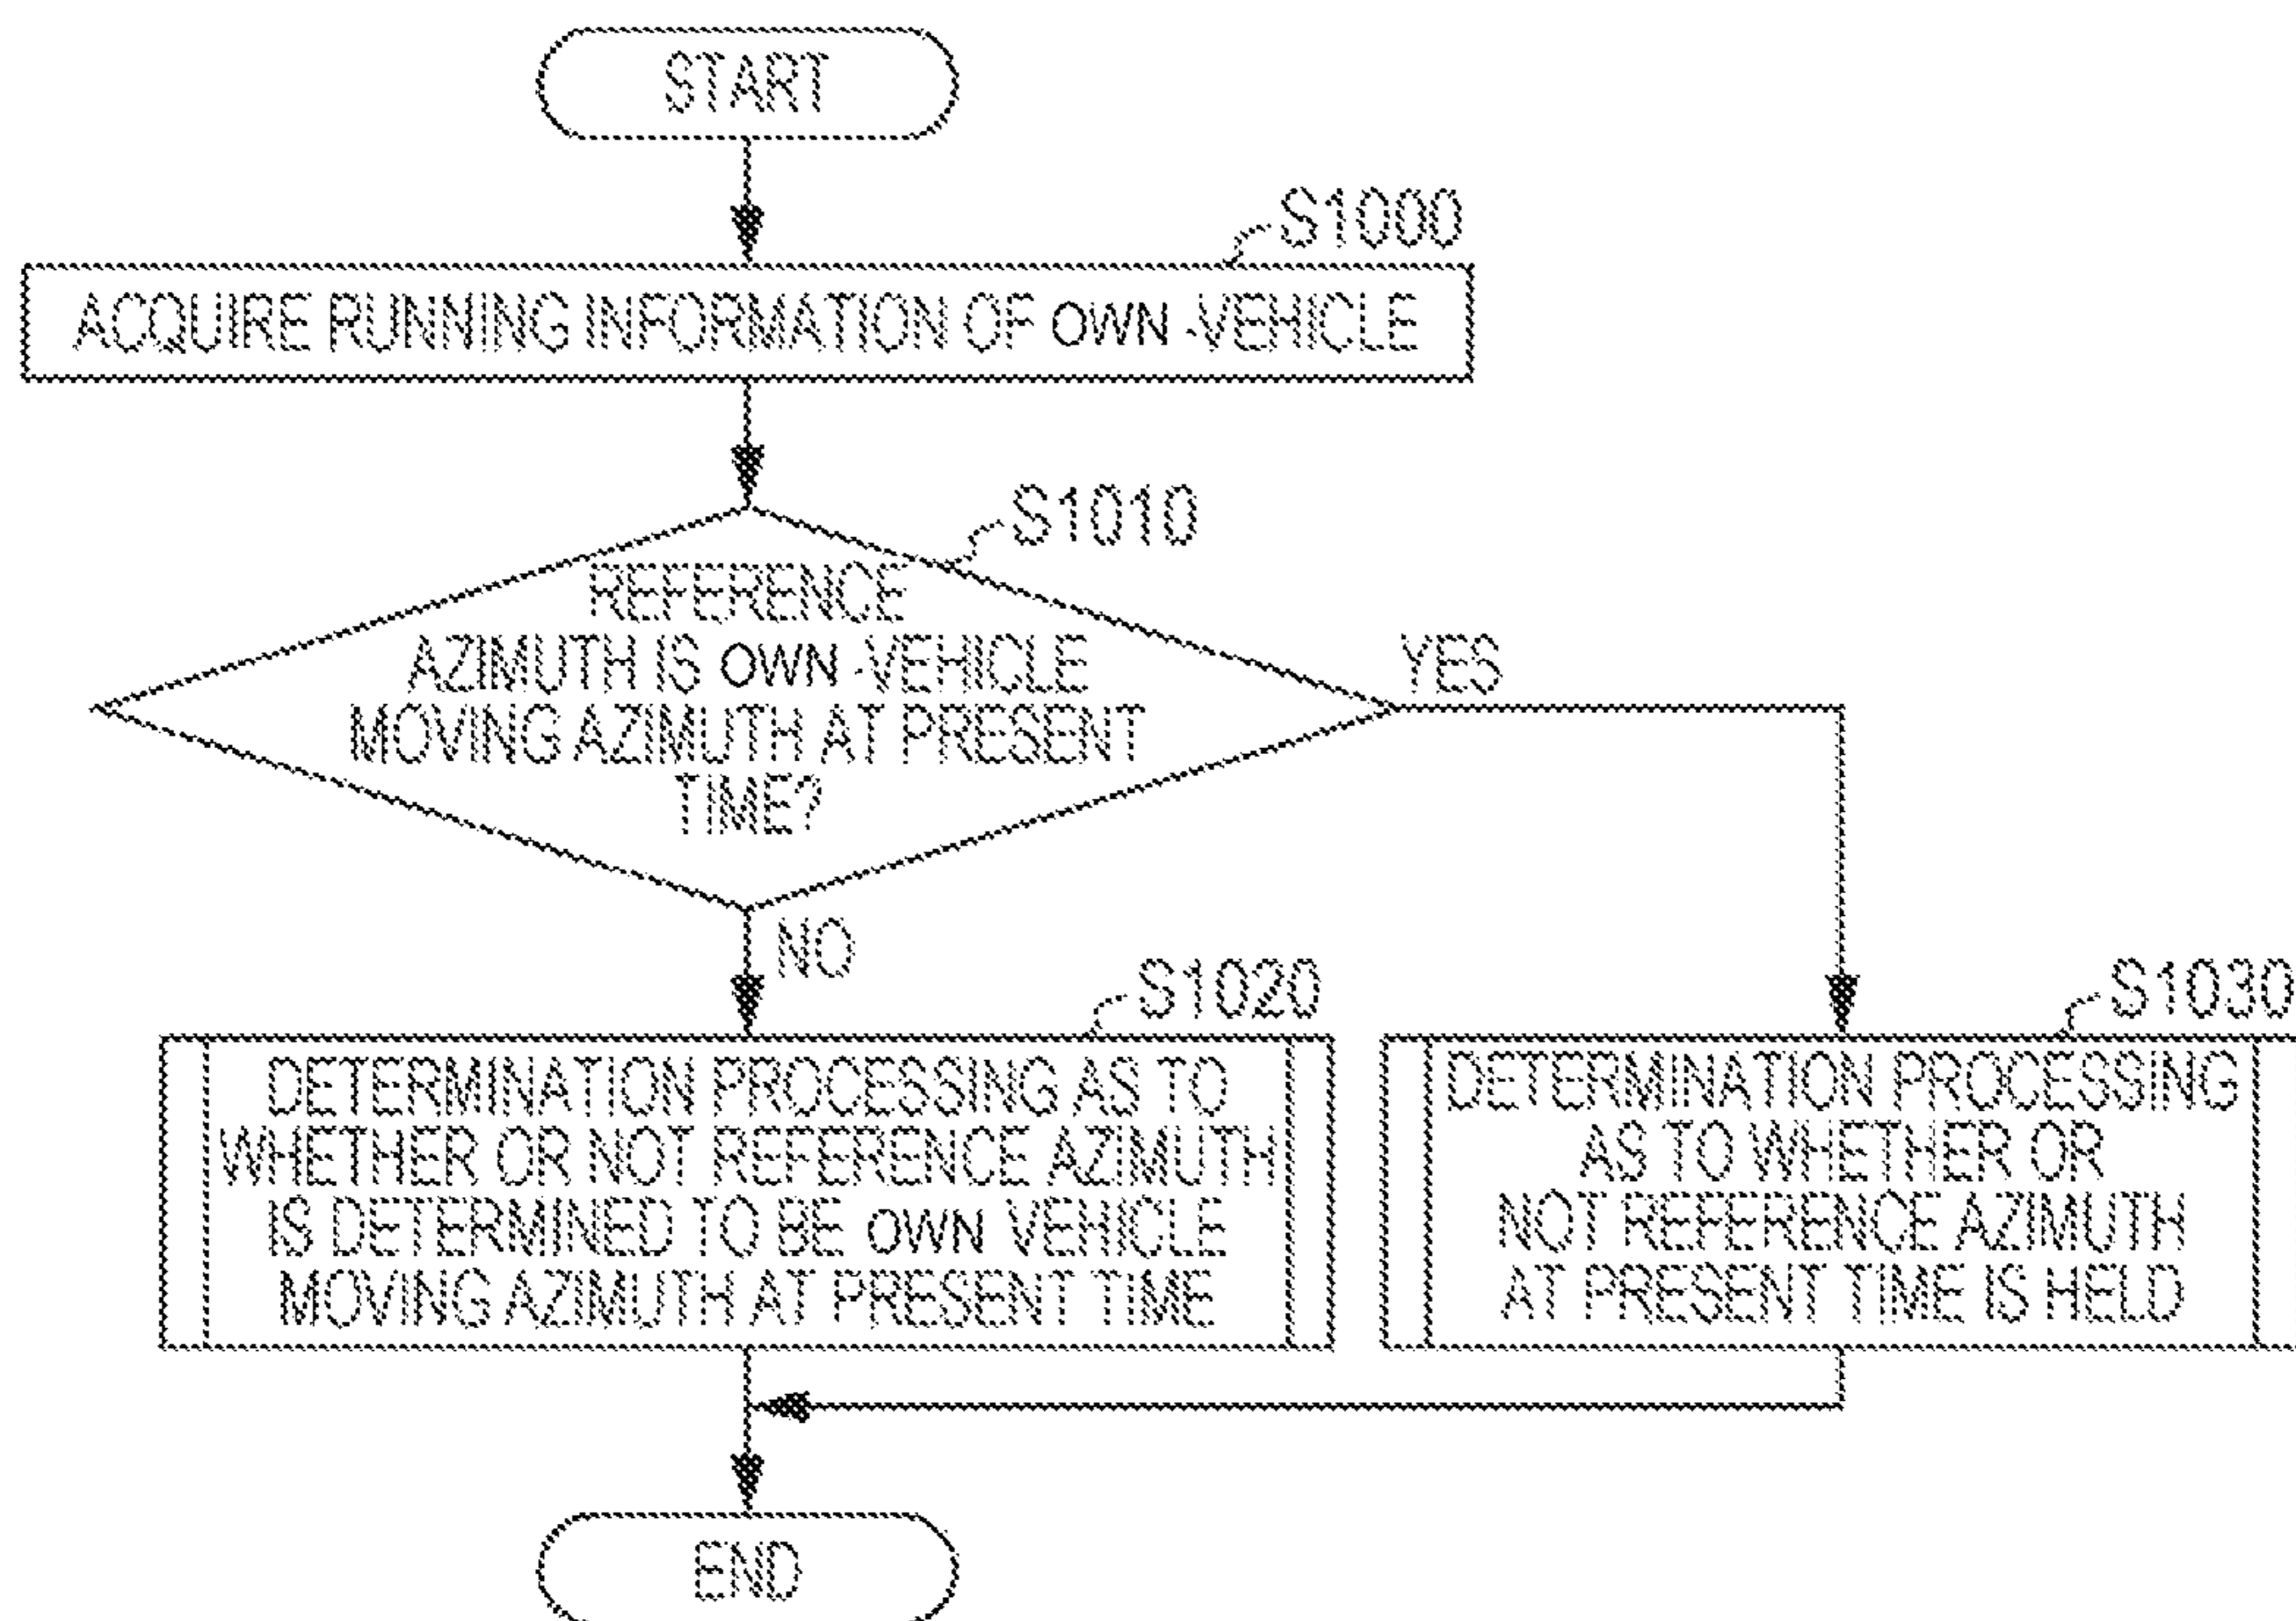 START
S1000
ACQUIRE RUNNING INFORMATION OF OWN -VEHICLE
S1010
REFERENCE
AZIMUTH IS OWN -VEHICLE
MOVING AZIMUTH AT PRESENT
TIME?
YES
NO
S1020
DETERMINATION PROCESSING AS TO
WHETHER OR NOT REFERENCE AZIMUTH
IS DETERMINED TO BE OWN VEHICLE
MOVING AZIMUTH AT PRESENT TIME
S1030
DETERMINATION PROCESSING
AS TO WHETHER OR
NOT REFERENCE AZIMUTH
AT PRESENT TIME IS HELD
END